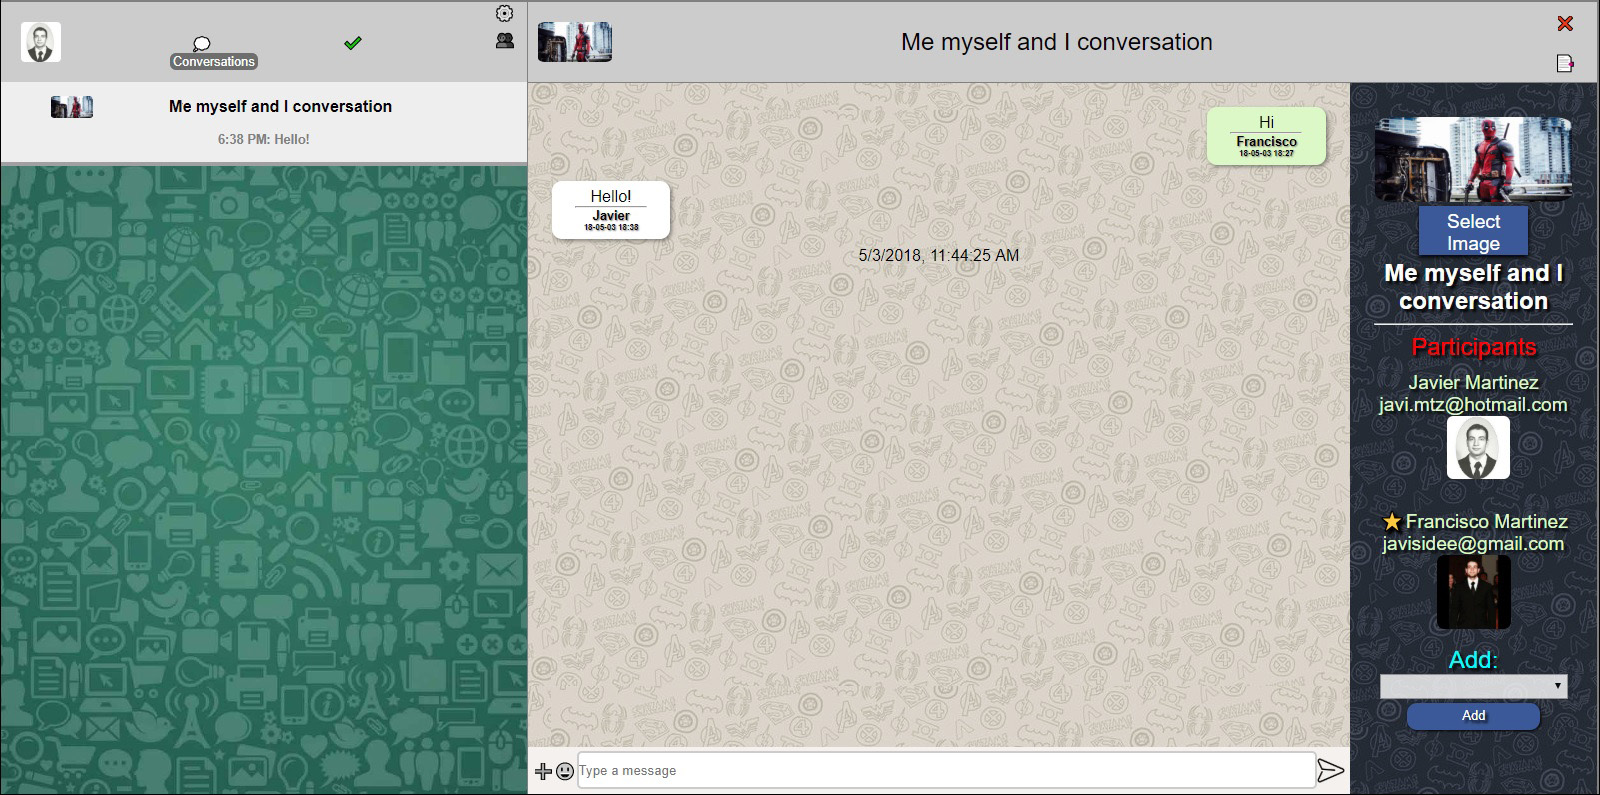 Conversations
Me myself and I conversation
6:38 PM: Hello!
Me myself and I conversation
Hi
Francisco
18-05-03 18:27
Hello!
Javier
18-05-03 18:38
5/3/2018, 11:44:25 AM
Type a message
Select
Image
Me myself and I
conversation
Participants
Javier Martinez
javi.mtz@hotmail.com
Francisco Martinez
javisidee@gmail.com
Add:
Add